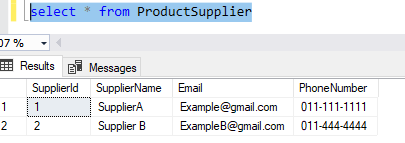 select * from ProductSupplier
07 %
Results Messages
SupplierId SupplierName Email PhoneNumber
1 1 SupplierA Example@gmail.com 011-111-1111
2 2 Supplier B ExampleB@gmail.com 011-444-4444